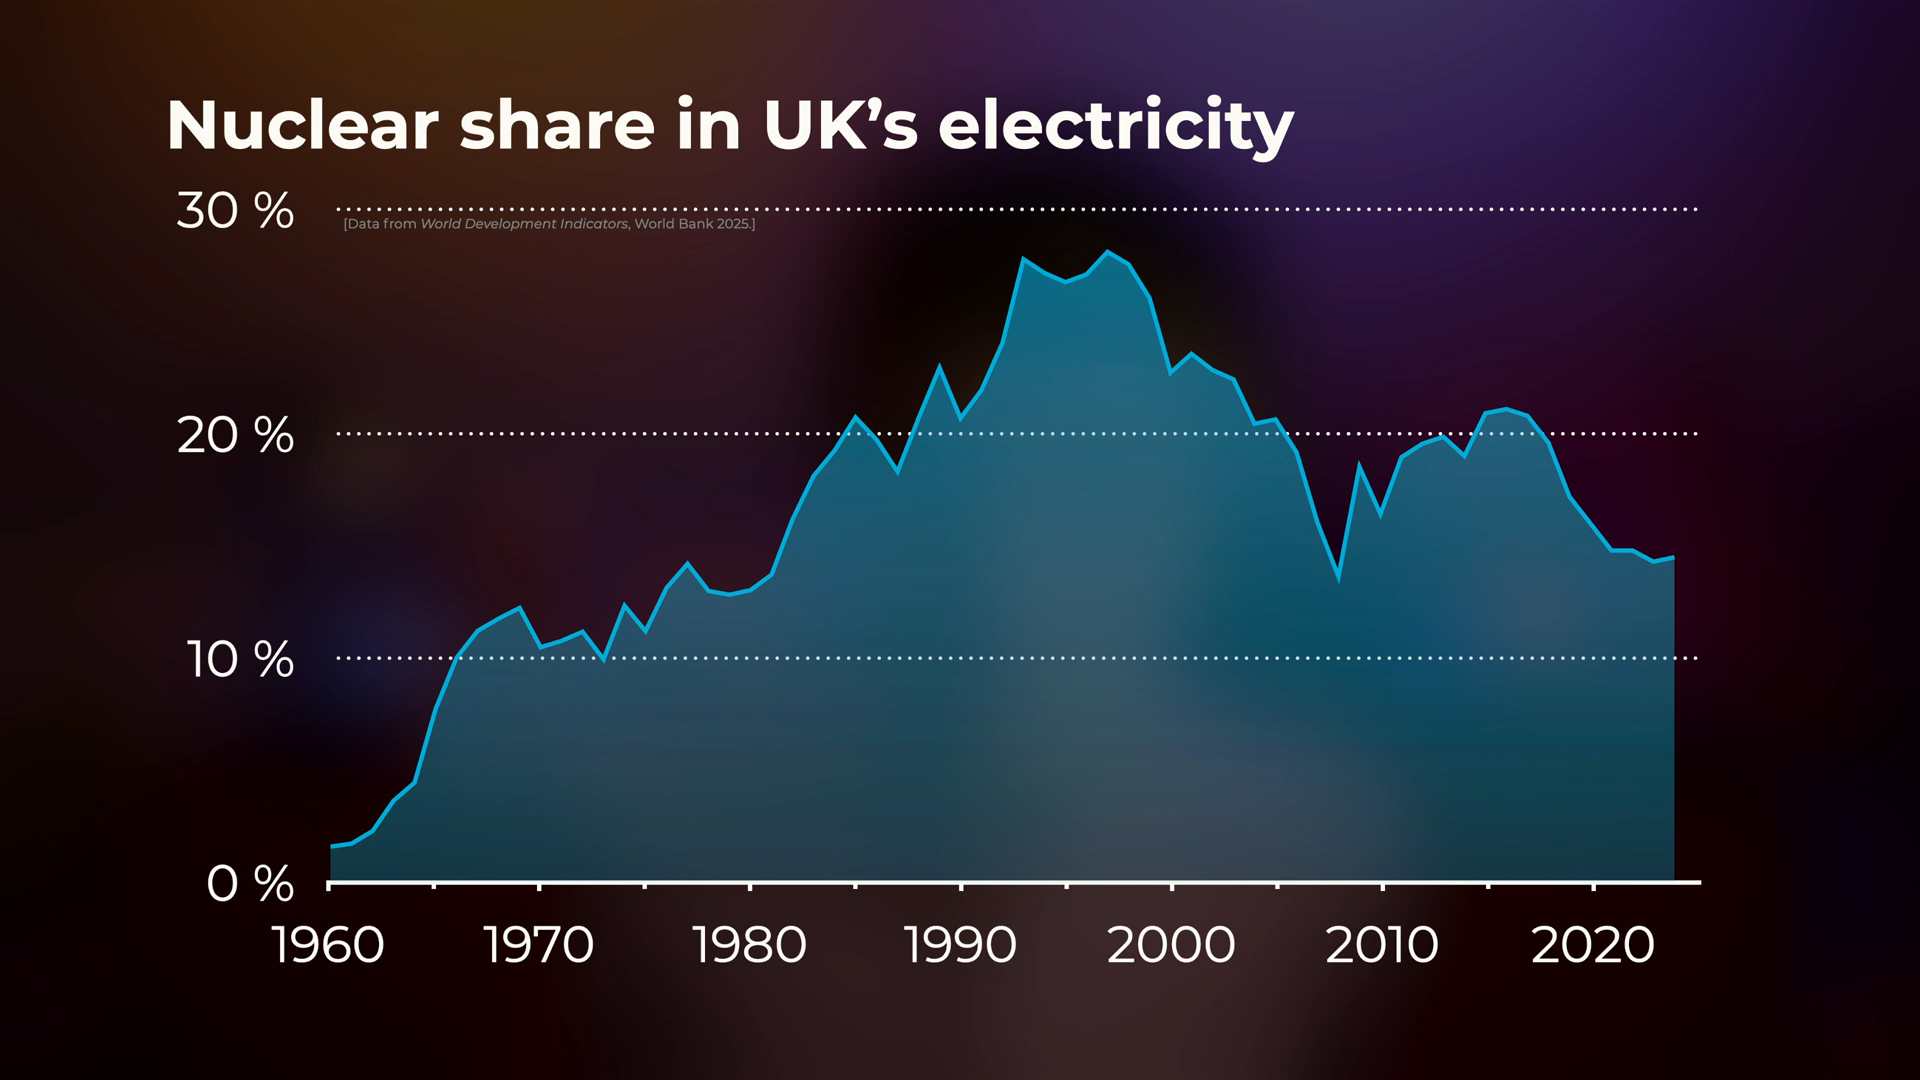 Nuclear share in UK’s electricity
30 %
[Data from World Development Indicators, World Bank 2025.]
20 %
10 %
0 %
1960 1970 1980 1990 2000 2010 2020